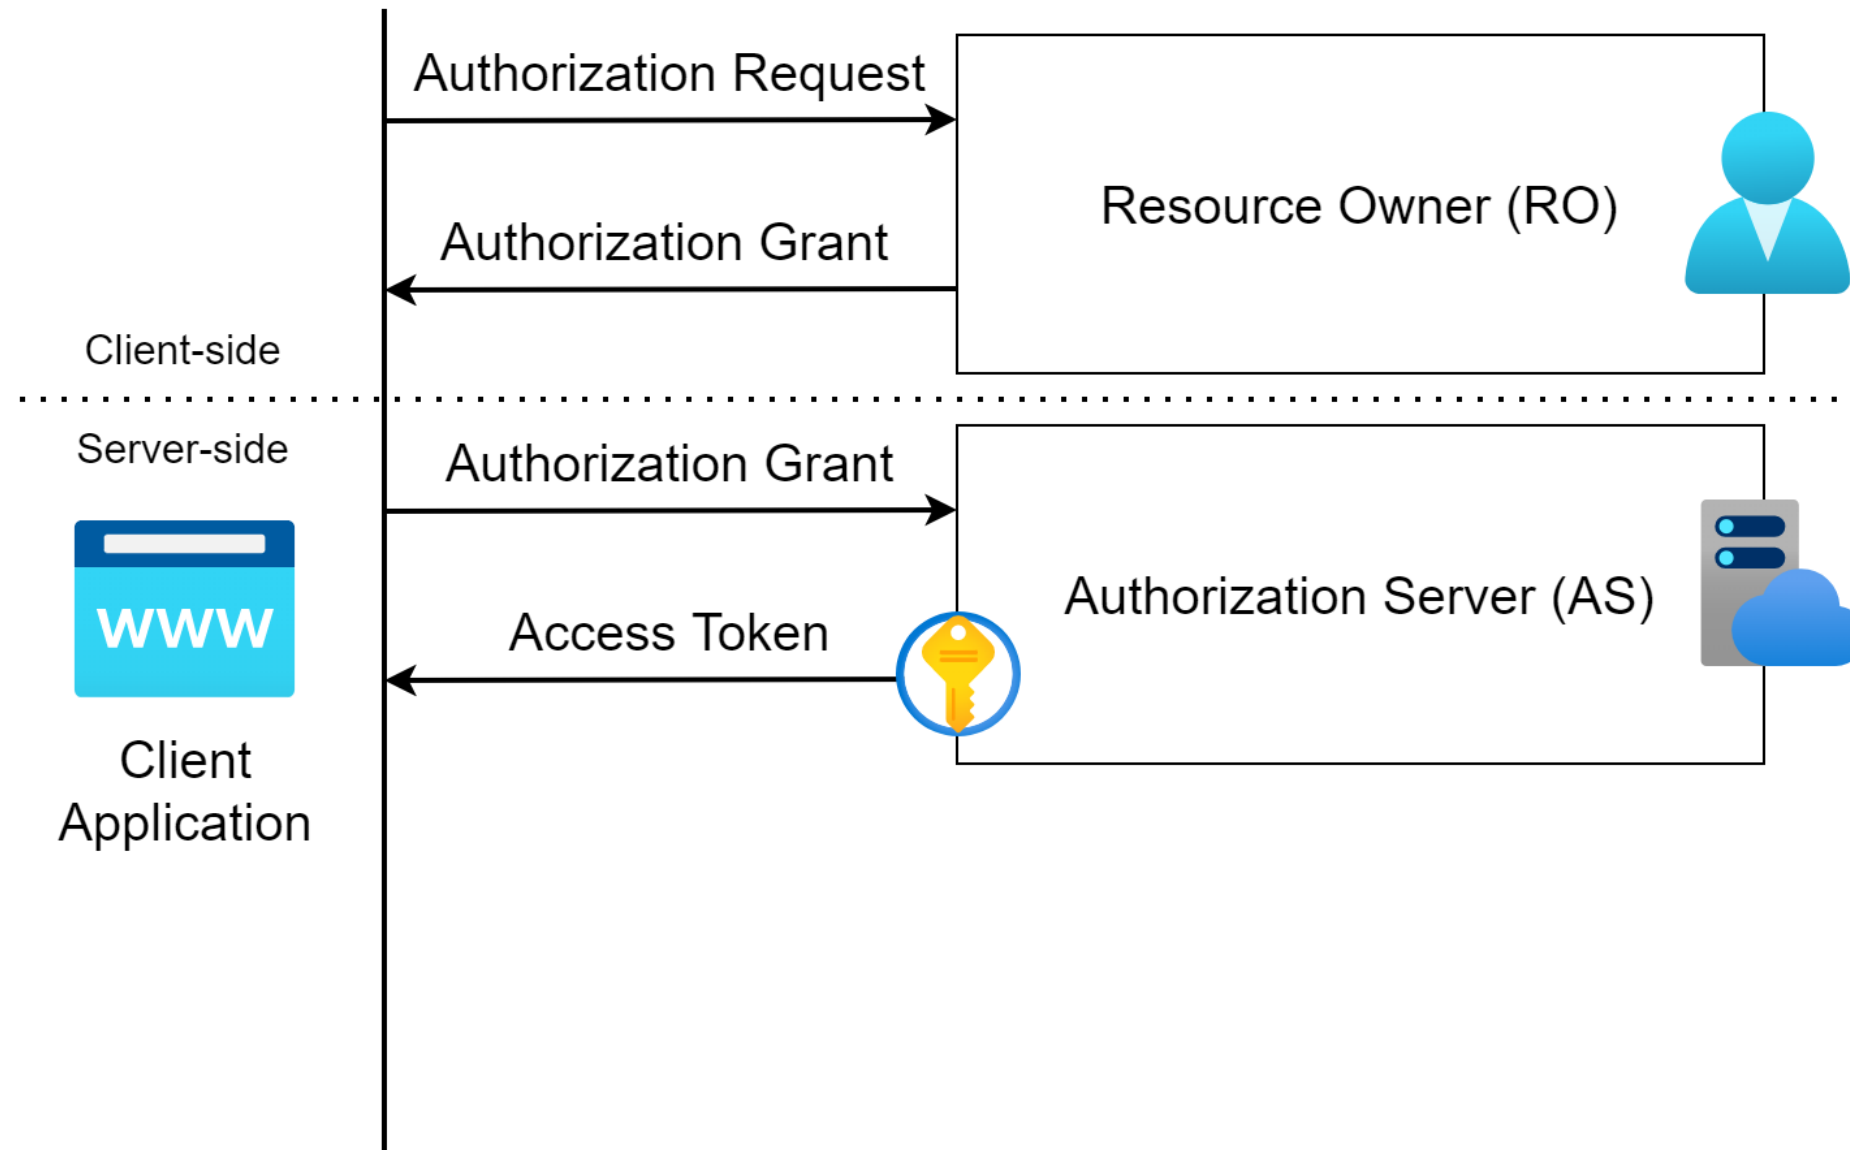 Authorization Request
Resource Owner (RO)
Authorization Grant
Client-side
Server-side
Authorization Grant
Authorization Server (AS)
Access Token
www
Client
Application